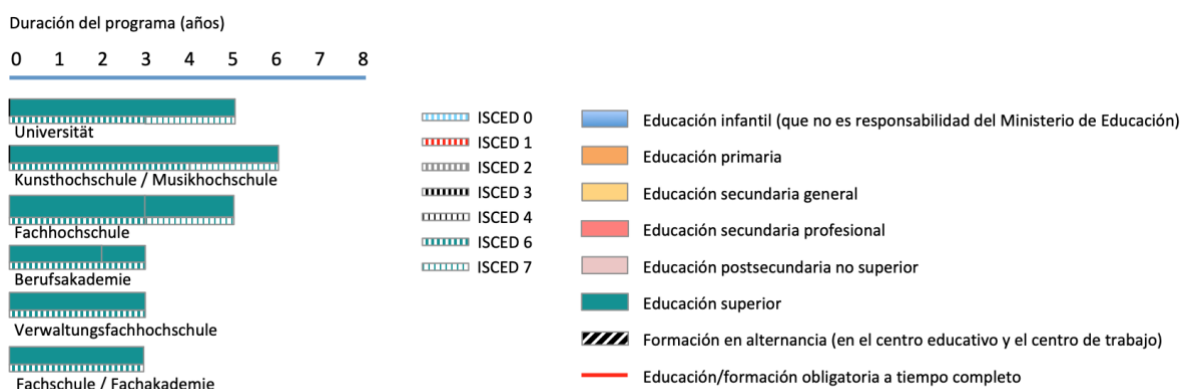 Duración del programa (años)
0 1 2 3 4 5 6 7 8
Universität
Kunsthochschule / Musikhochschule
Fachhochschule
Berufsakademie
Verwaltungsfachhochschule
Fachschule / Fachakademie
ISCED 0
ISCED 1
ISCED 2
ISCED 3
ISCED 4
ISCED 6
ISCED 7
Educación infantil (que no es responsabilidad del Ministerio de Educación)
Educación primaria
Educación secundaria general
Educación secundaria profesional
Educación postsecundaria no superior
Educación superior
Formación en alternancia (en el centro educativo y el centro de trabajo)
Educación/formación obligatoria a tiempo completo